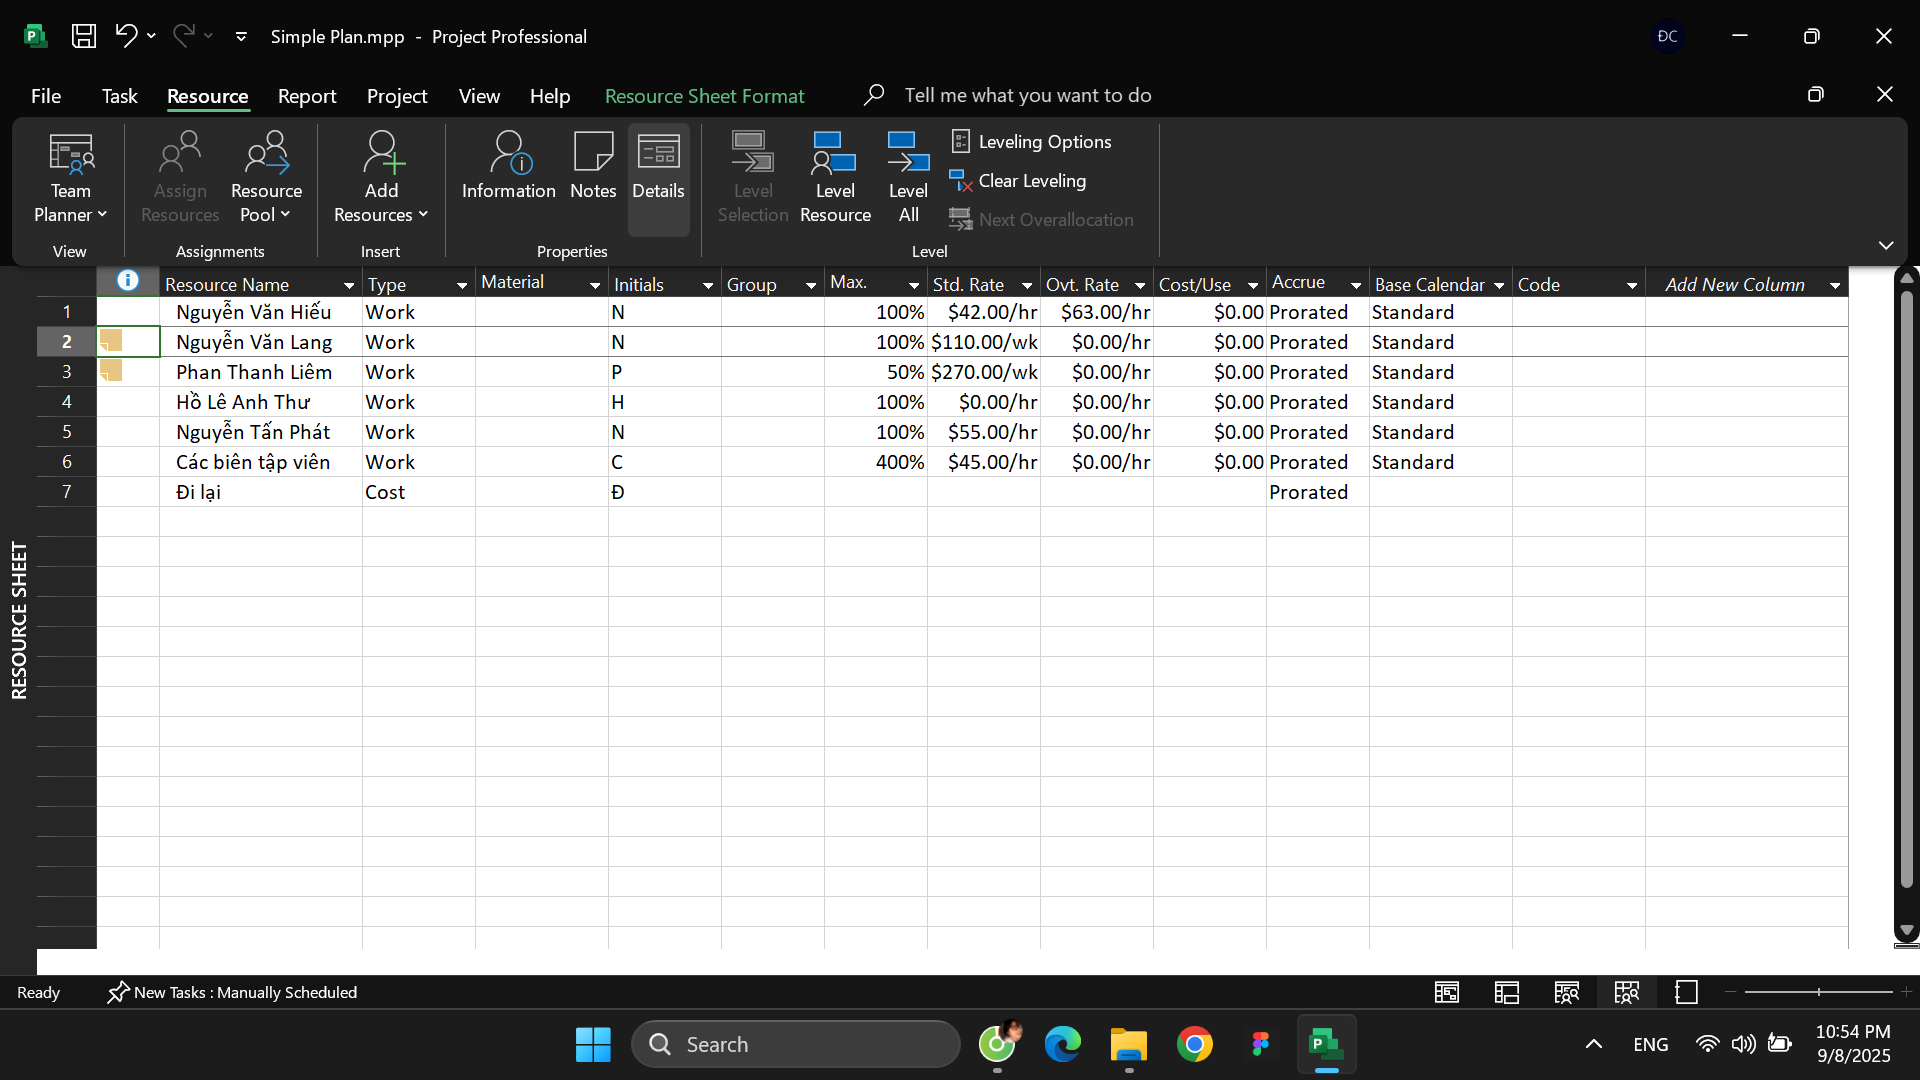 Simple Plan.mpp - Project Professional
ĐC
File Task Resource Report Project View Help Resource Sheet Format Tell me what you want to do
Team Planner
View
Assign Resources
Resource Pool
Assignments
Add Resources
Insert
Information
Notes
Details
Properties
Level Selection
Level Resource
Level All
Leveling Options
Clear Leveling
Next Overallocation
Level
Resource Name Type Material Initials Group Max. Std. Rate Ovt. Rate Cost/Use Accrue Base Calendar Code Add New Column
1 Nguyễn Văn Hiếu Work N 100% $42.00/hr $63.00/hr $0.00 Prorated Standard
2 Nguyễn Văn Lang Work N 100% $110.00/wk $0.00/hr $0.00 Prorated Standard
3 Phan Thanh Liêm Work P 50% $270.00/wk $0.00/hr $0.00 Prorated Standard
4 Hồ Lê Anh Thư Work H 100% $0.00/hr $0.00/hr $0.00 Prorated Standard
5 Nguyễn Tấn Phát Work N 100% $55.00/hr $0.00/hr $0.00 Prorated Standard
6 Các biên tập viên Work C 400% $45.00/hr $0.00/hr $0.00 Prorated Standard
7 Đi lại Cost Đ Prorated
RESOURCE SHEET
Ready New Tasks : Manually Scheduled
Search
ENG
10:54 PM
9/8/2025